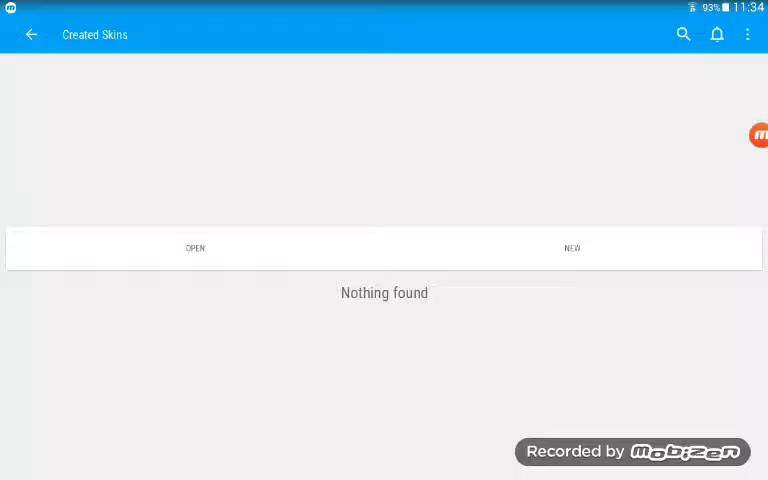 93% 11:34
Created Skins
OPEN
NEW
Nothing found
Recorded by Mobizen